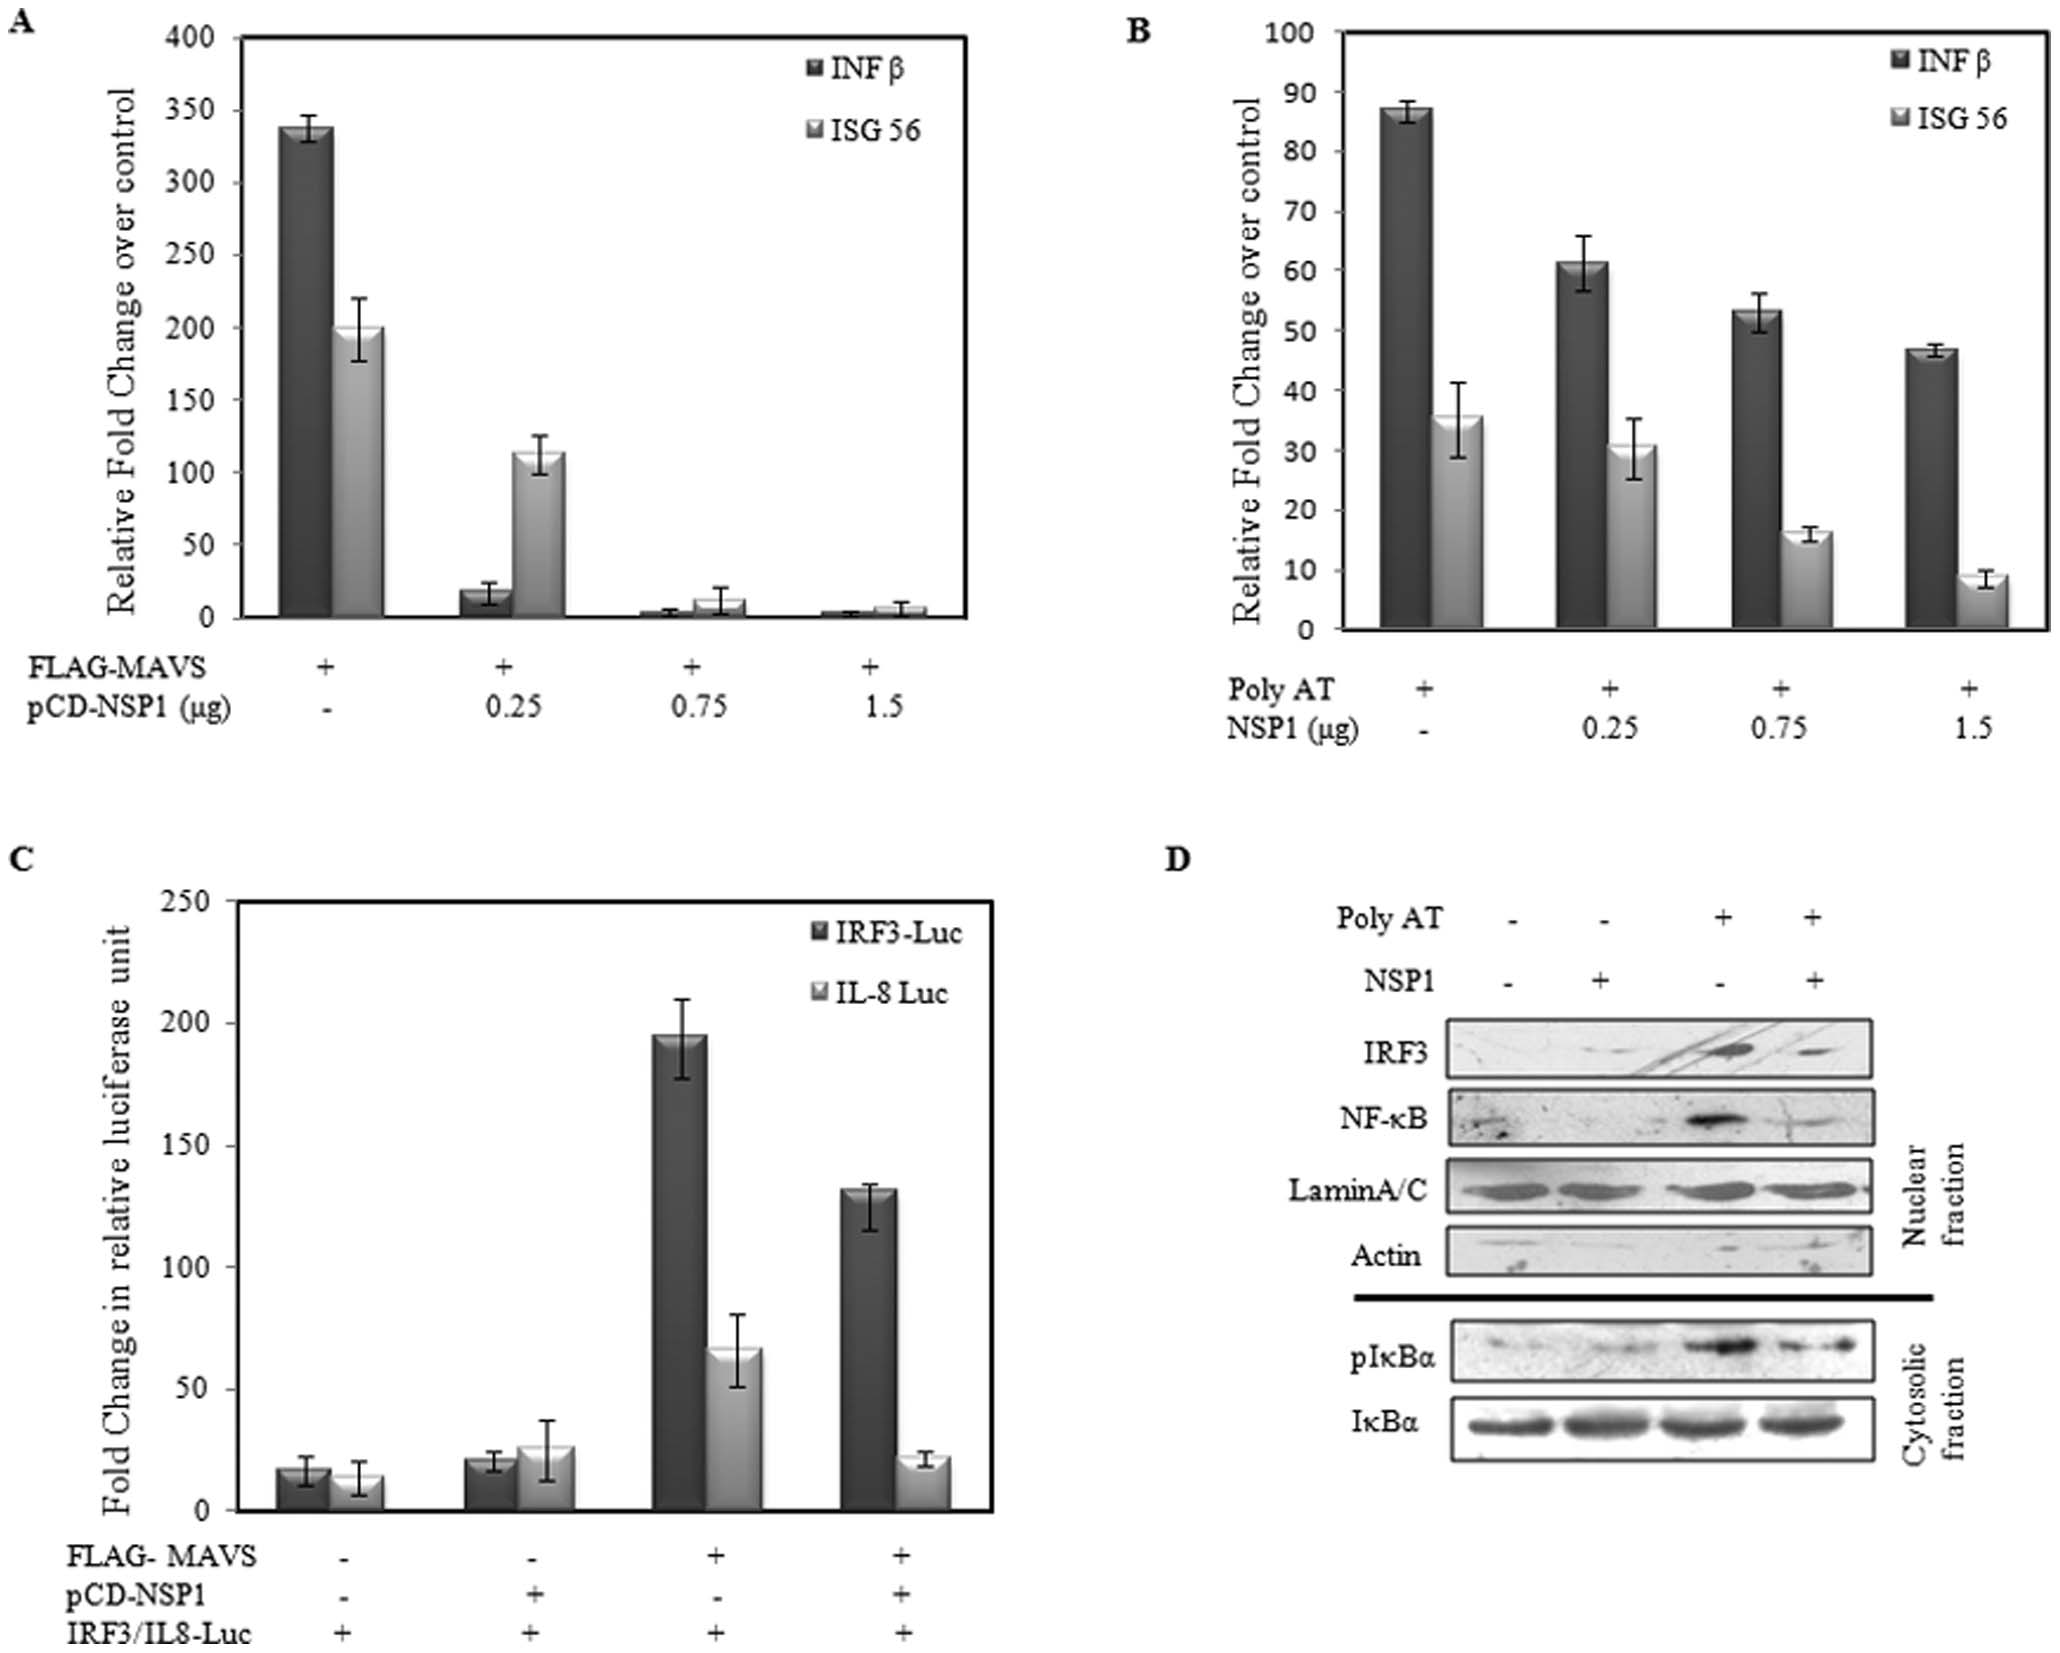 A
Relative Fold Change over control
400
350
300
250
200
150
100
50
0
INF β
ISG 56
FLAG-MAVS + + + +
pCD-NSP1 (μg) - 0.25 0.75 1.5
B
Relative Fold Change over control
100
90
80
70
60
50
40
30
20
10
0
INF β
ISG 56
Poly AT + + + +
NSP1 (μg) - 0.25 0.75 1.5
C
Fold Change in relative luciferase unit
250
200
150
100
50
0
IRF3-Luc
IL-8 Luc
FLAG- MAVS - - + +
pCD-NSP1 - + - +
IRF3/IL8-Luc + + + +
D
Poly AT - - + +
NSP1 - + - +
IRF3
NF-κB
LaminA/C
Actin
Nuclear
fraction
pIκBα
IκBα
Cytosolic
fraction